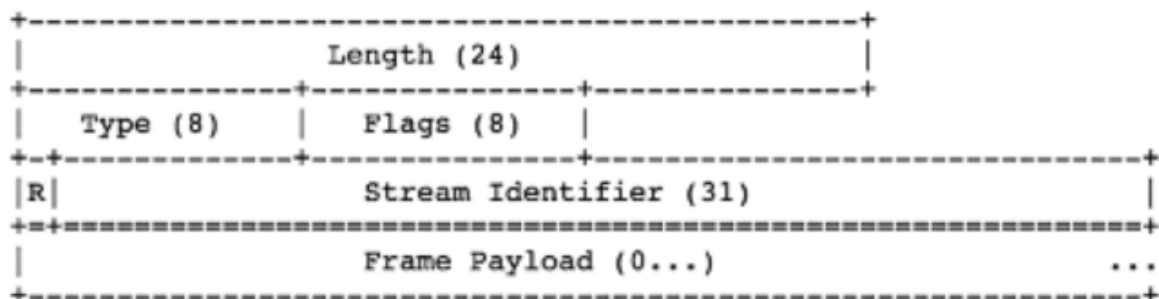 +-----------------------------------------------+
|                 Length (24)                   |
+---------------+---------------+---------------+
|   Type (8)    |   Flags (8)   |
+-+-------------+---------------+-------------------------------+
|R|                 Stream Identifier (31)                      |
+=+=============================================================+
|                   Frame Payload (0...)                      ...
+---------------------------------------------------------------+